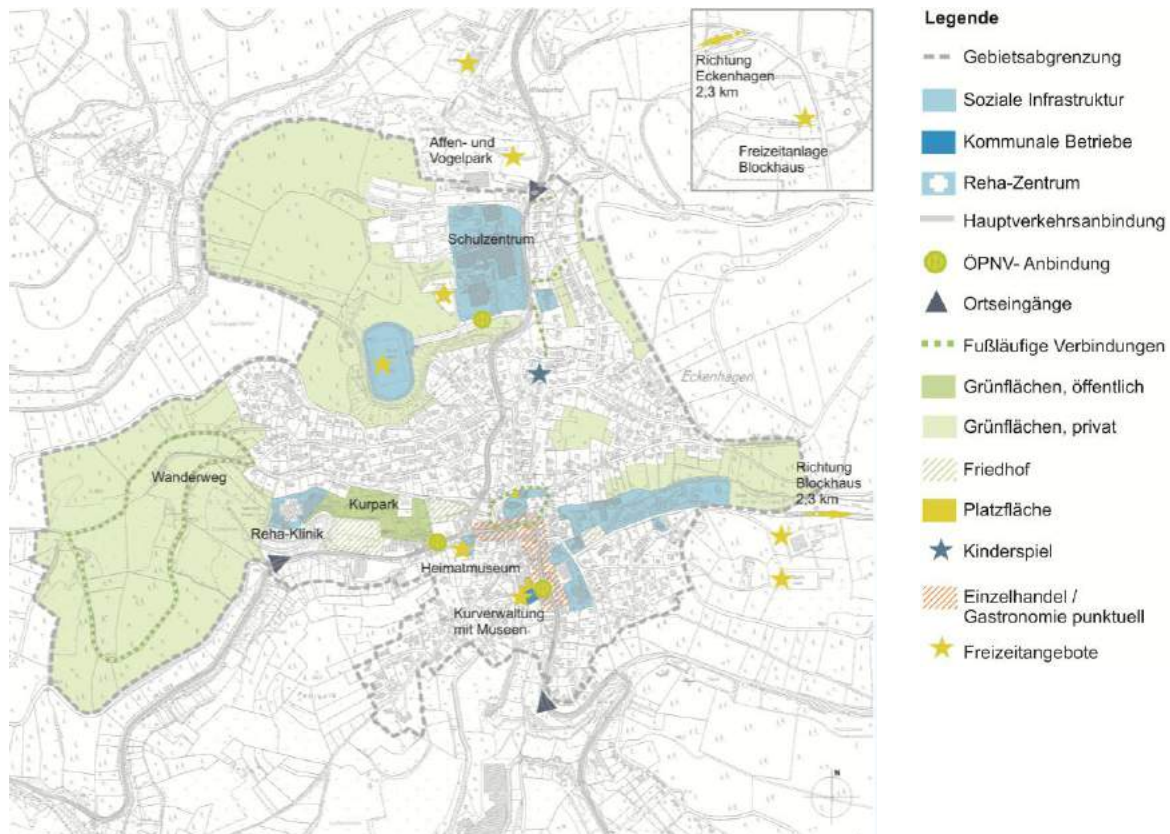 Richtung
Eckenhagen
2,3 km
Freizeitanlage
Blockhaus
Affen- und
Vogelpark
Schulzentrum
Eckenhagen
Wanderweg
Richtung
Blockhaus
2,3 km
Kurpark
Reha-Klinik
Heimatmuseum
Kurverwaltung
mit Museen
N
Legende
Gebietsabgrenzung
Soziale Infrastruktur
Kommunale Betriebe
Reha-Zentrum
Hauptverkehrsanbindung
ÖPNV- Anbindung
Ortseingänge
Fußläufige Verbindungen
Grünflächen, öffentlich
Grünflächen, privat
Friedhof
Platzfläche
Kinderspiel
Einzelhandel /
Gastronomie punktuell
Freizeitangebote